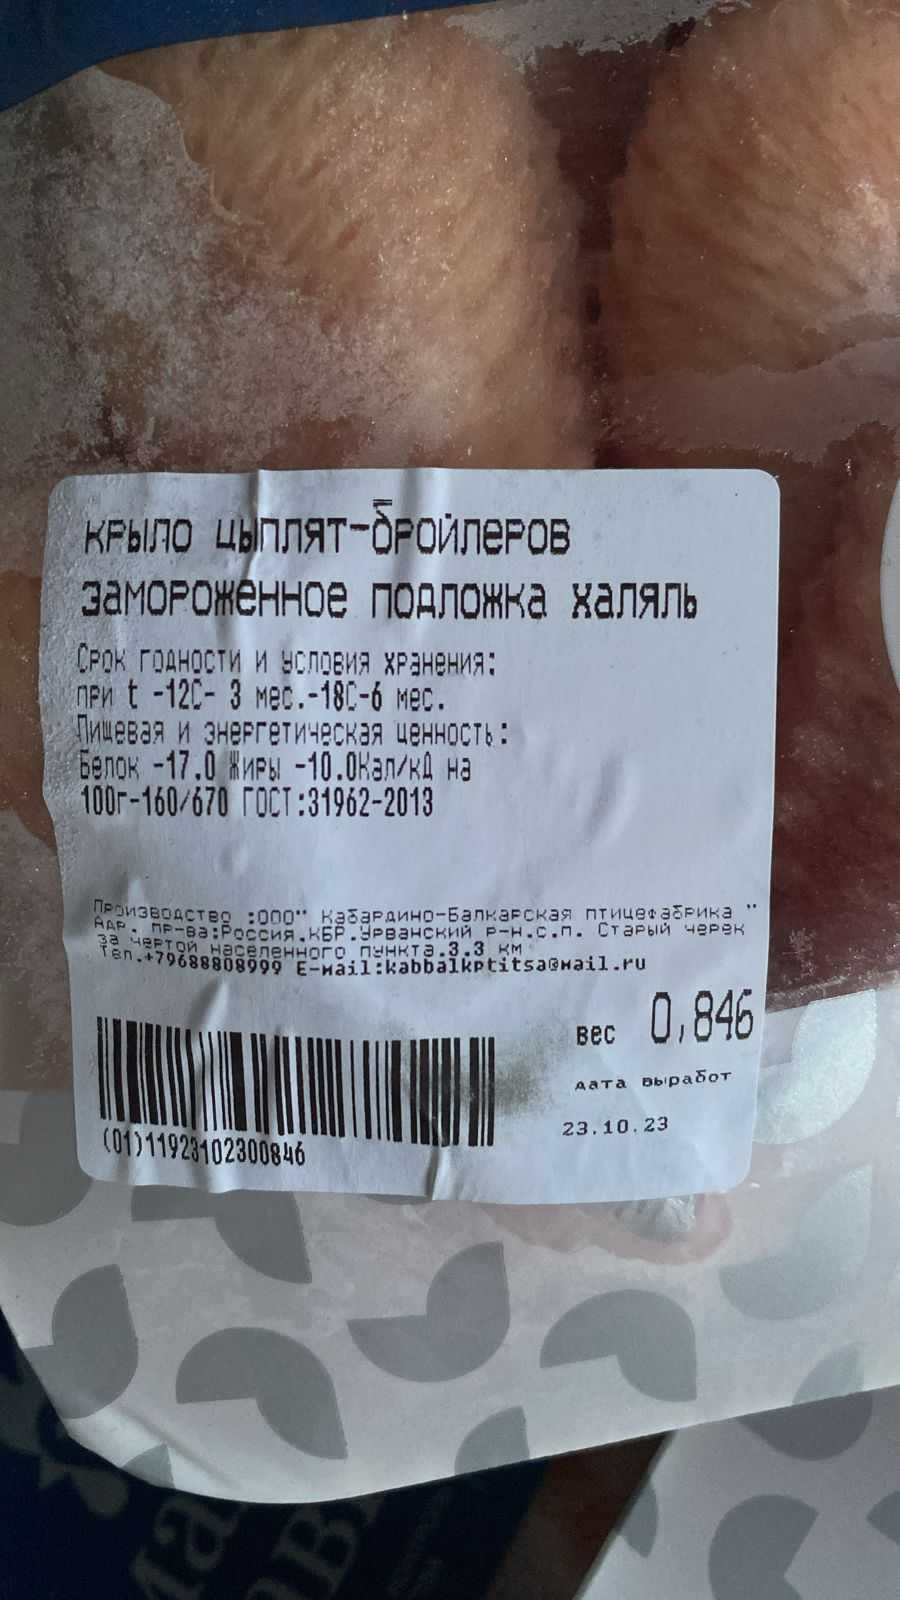 крыло цыплят-бройлеров
замороженное подложка халяль
Срок годности и условия хранения:
при t -12С- 3 мес.-18С-6 мес.
Пищевая и энергетическая ценность:
Белок -17.0 Жиры -10.0Кал/кД на
100г-160/670 ГОСТ:31962-2013
Производство :ООО" Кабардино-Балкарская птицефабрика "
Адр. пр-ва:Россия.КБР.Урванский р-н.с.п. Старый черек
за чертой населенного пункта.3.3 км
Тел.+79688808999 E-маil:kabbalkptitsa@маil.ru
вес 0,846
дата выработ
23.10.23
(01)11923102300846